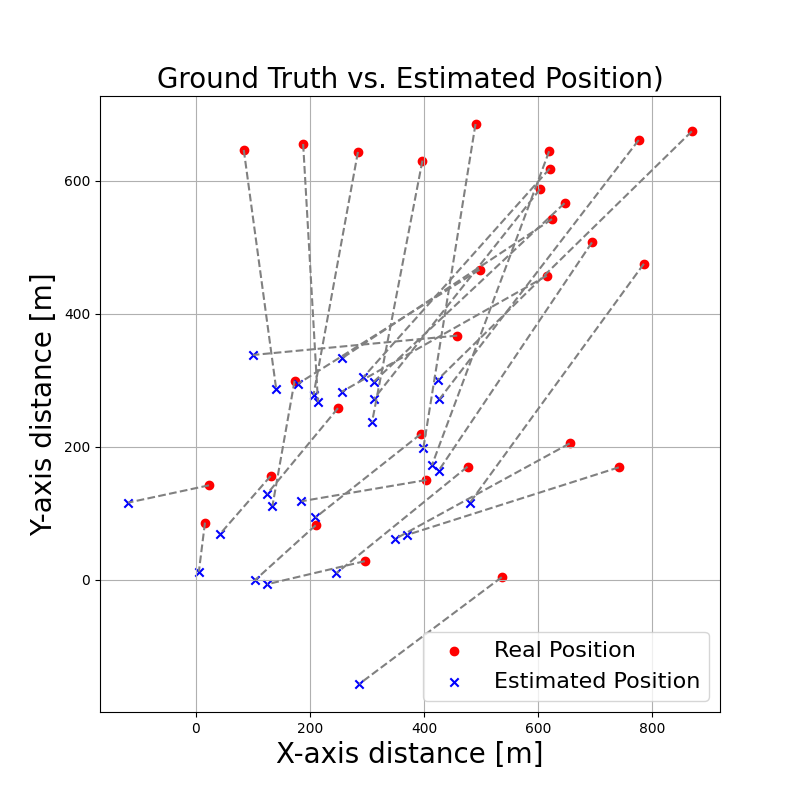 Ground Truth vs. Estimated Position)
Y-axis distance [m]
600
400
200
0
Real Position
Estimated Position
0 200 400 600 800
X-axis distance [m]